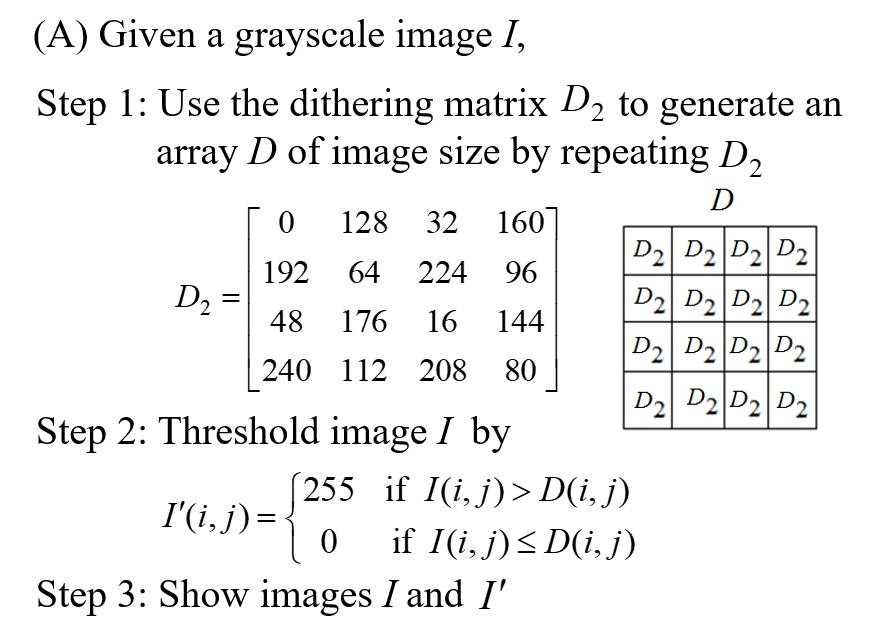 (A) Given a grayscale image I,
Step 1: Use the dithering matrix D₂ to generate an
array D of image size by repeating D₂
D
D₂ = [ 0 128 32 160
192 64 224 96
48 176 16 144
240 112 208 80 ]
D₂ D₂ D₂ D₂
D₂ D₂ D₂ D₂
D₂ D₂ D₂ D₂
D₂ D₂ D₂ D₂
Step 2: Threshold image I by
I'(i, j) = { 255 if I(i, j) > D(i, j)
0 if I(i, j) ≤ D(i, j)
Step 3: Show images I and I'